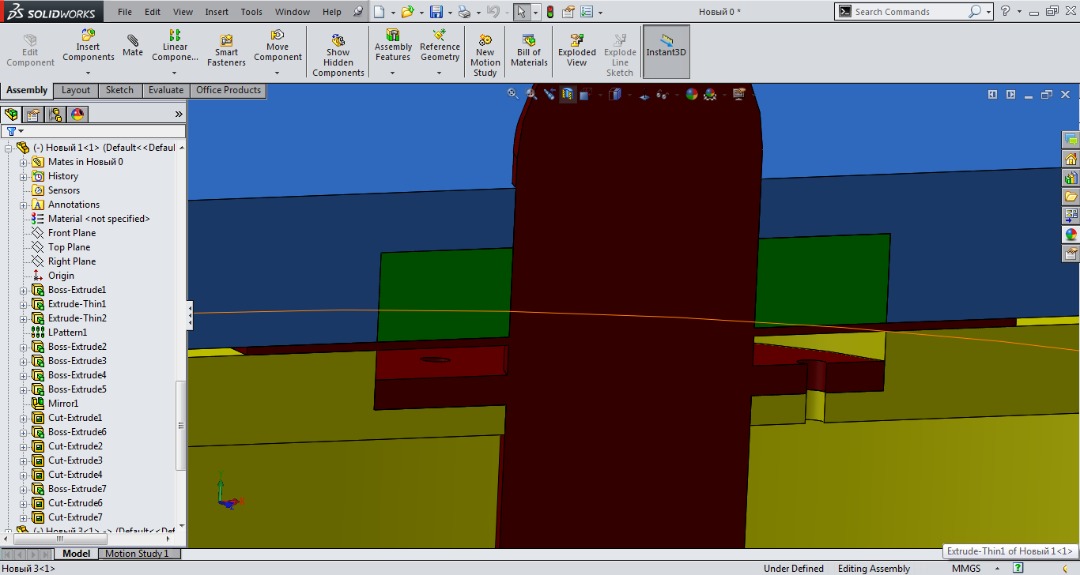 SOLIDWORKS File Edit View Insert Tools Window Help Новый 0 * Search Commands
Edit Component Insert Components Mate Linear Compone... Smart Fasteners Move Component Show Hidden Components Assembly Features Reference Geometry New Motion Study Bill of Materials Exploded View Explode Line Sketch Instant3D
Assembly Layout Sketch Evaluate Office Products
(-) Новый 1<1> (Default<<Defaul
Mates in Новый 0
History
Sensors
Annotations
Material <not specified>
Front Plane
Top Plane
Right Plane
Origin
Boss-Extrude1
Extrude-Thin1
Extrude-Thin2
LPattern1
Boss-Extrude2
Boss-Extrude3
Boss-Extrude4
Boss-Extrude5
Mirror1
Cut-Extrude1
Boss-Extrude6
Cut-Extrude2
Cut-Extrude3
Cut-Extrude4
Boss-Extrude7
Cut-Extrude6
Cut-Extrude7
(-) Новый 3<1> -> (Default<<Def
Model Motion Study 1
Extrude-Thin1 of Новый 1<1>
Новый 3<1> Under Defined Editing Assembly MMGS